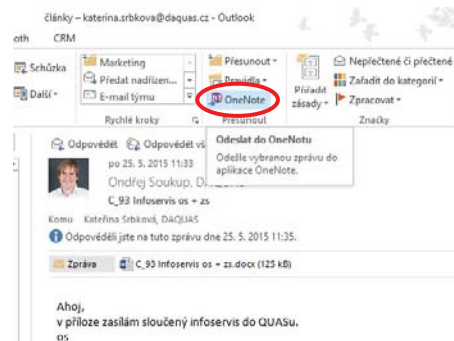 články – katerina.srbkova@daquas.cz - Outlook
oth CRM
Schůzka
Další
Marketing
Předat nadřízen...
E-mail týmu
Rychlé kroky
Přesunout
Pravidla
OneNote
Přesunout
Přiřadit
zásady
Nepřečtené či přečtené
Zařadit do kategorií
Zpracovat
Značky
Odeslat do OneNotu
Odešle vybranou zprávu do
aplikace OneNote.
Odpovědět Odpovědět vš
po 25. 5. 2015 11:33
Ondřej Soukup, D
C_93 Infoservis os + zs
Komu Kateřina Srbková, DAQUAS
Odpověděli jste na tuto zprávu dne 25. 5. 2015 11:35.
Zpráva C_93 Infoservis os + zs.docx (125 kB)
Ahoj,
v příloze zasílám sloučený infoservis do QUASu.
os